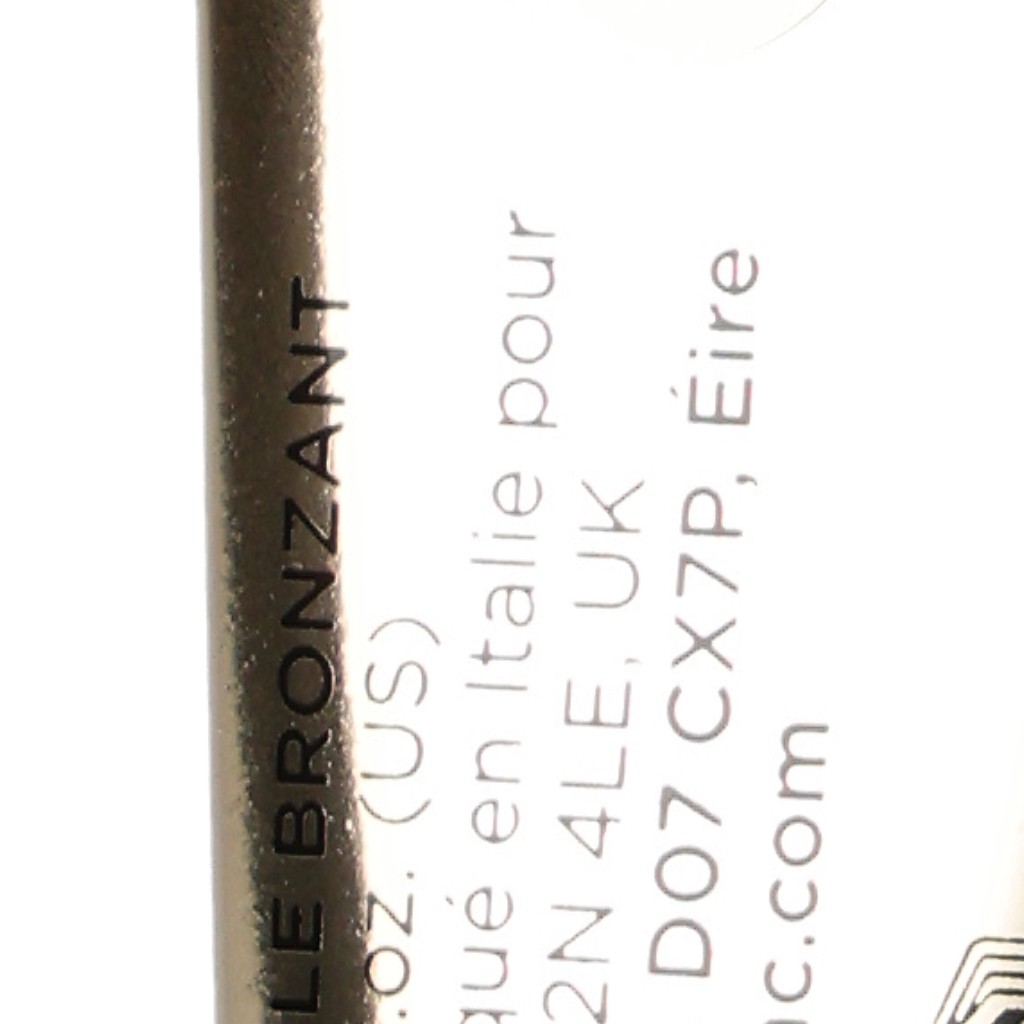 LE BRONZANT
.oz. (US)
qué en Italie pour
2N 4LE, UK
D07 CX7P, Éire
c.com